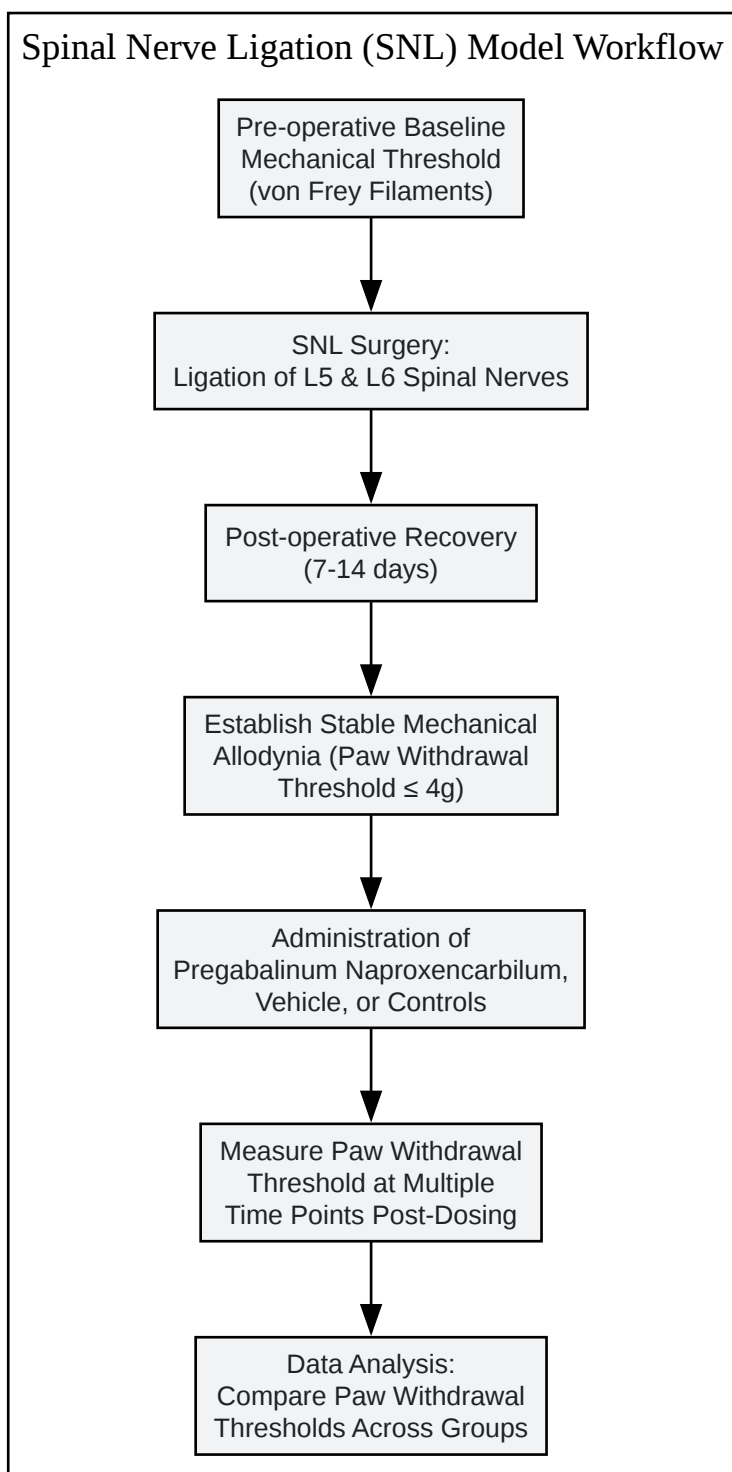 Spinal Nerve Ligation (SNL) Model Workflow
Pre-operative Baseline
Mechanical Threshold
(von Frey Filaments)
SNL Surgery:
Ligation of L5 & L6 Spinal Nerves
Post-operative Recovery
(7-14 days)
Establish Stable Mechanical
Allodynia (Paw Withdrawal
Threshold ≤ 4g)
Administration of
Pregabalinum Naproxencarbilum,
Vehicle, or Controls
Measure Paw Withdrawal
Threshold at Multiple
Time Points Post-Dosing
Data Analysis:
Compare Paw Withdrawal
Thresholds Across Groups